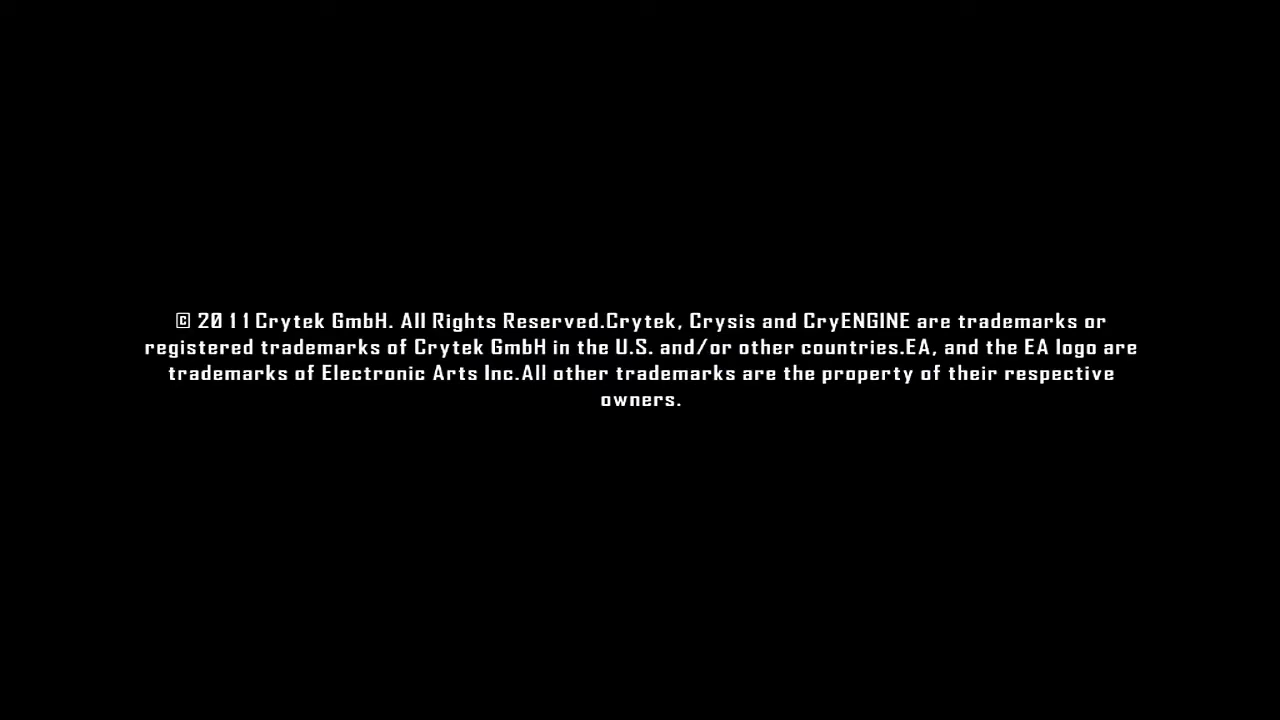 © 2011 Crytek GmbH. All Rights Reserved.Crytek, Crysis and CryENGINE are trademarks or
registered trademarks of Crytek GmbH in the U.S. and/or other countries.EA, and the EA logo are
trademarks of Electronic Arts Inc.All other trademarks are the property of their respective
owners.